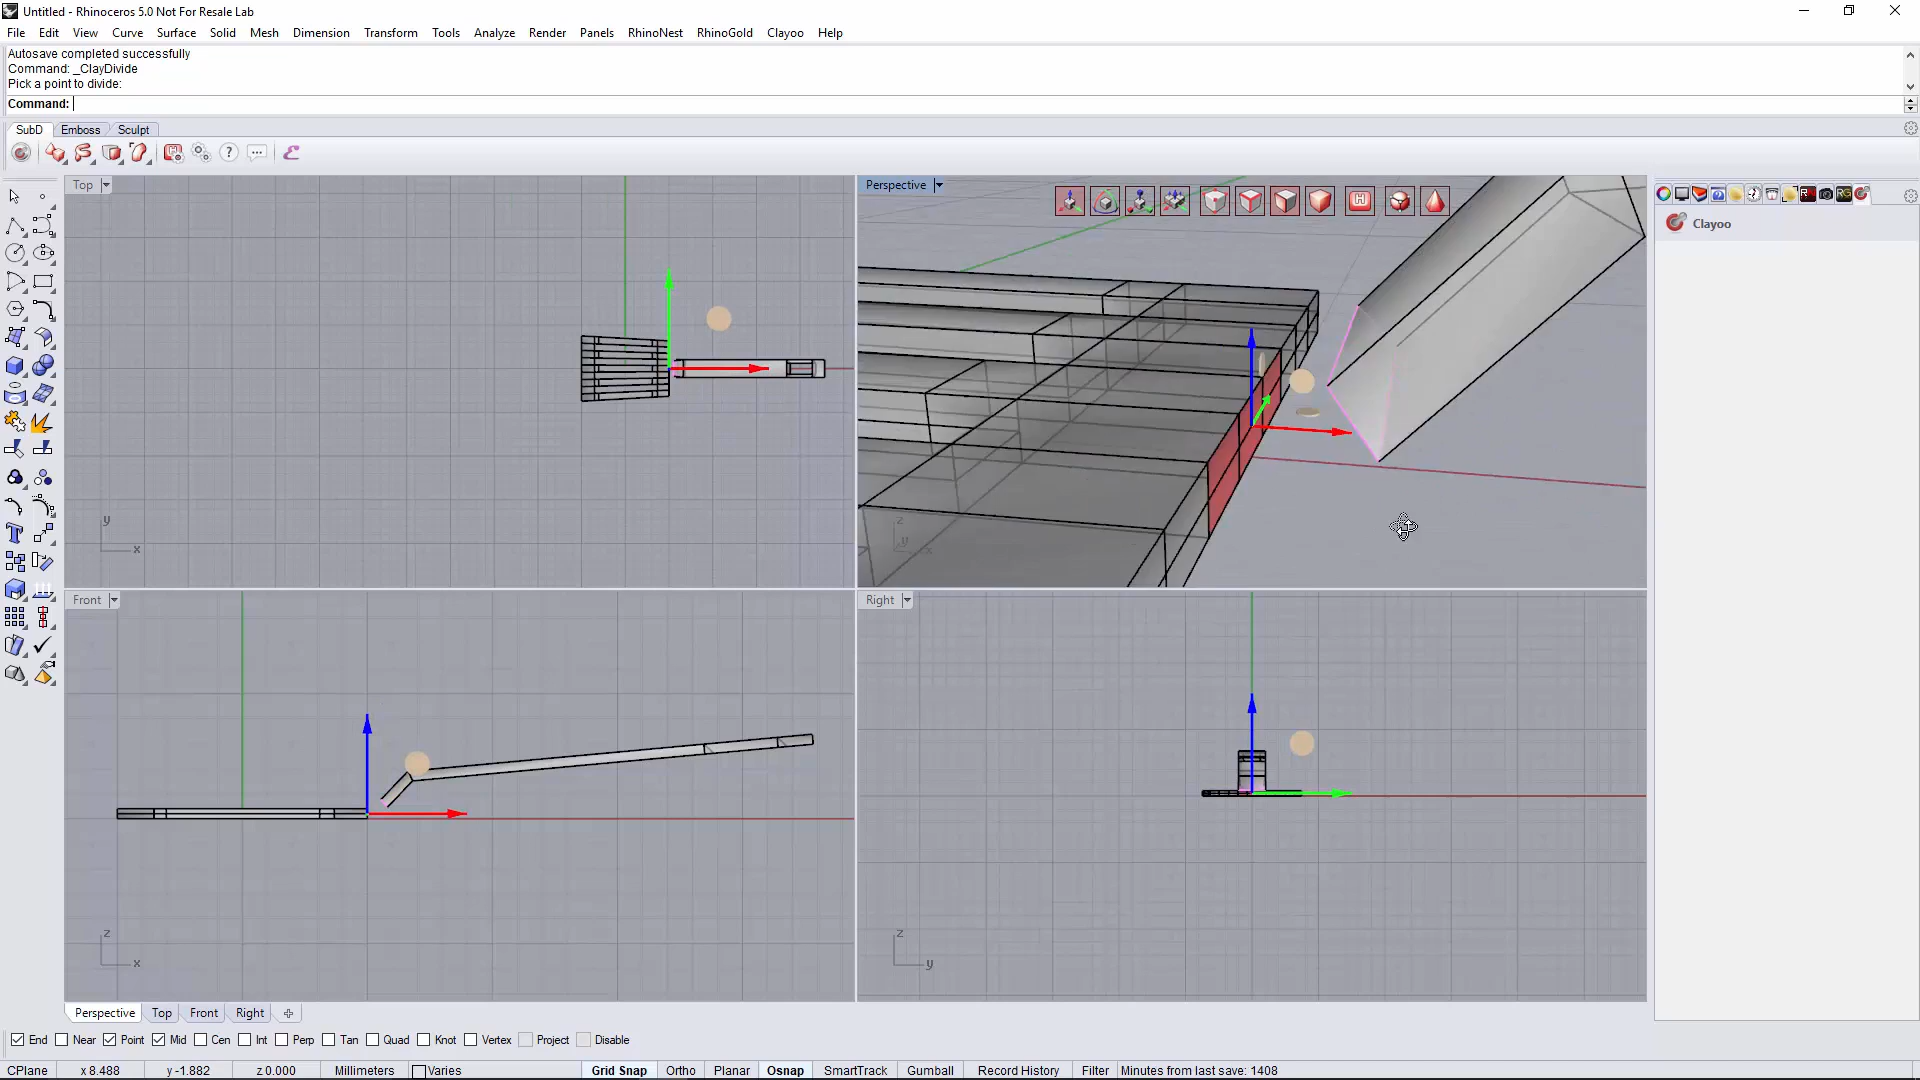 Untitled - Rhinoceros 5.0 Not For Resale Lab
File Edit View Curve Surface Solid Mesh Dimension Transform Tools Analyze Render Panels RhinoNest RhinoGold Clayoo Help
Autosave completed successfully
Command: _ClayDivide
Pick a point to divide:
Command:
SubD Emboss Sculpt
Top
Perspective
Clayoo
y
x
z
y
x
Front
Right
z
x
z
y
Perspective Top Front Right
End Near Point Mid Cen Int Perp Tan Quad Knot Vertex Project Disable
CPlane x 8.488 y -1.882 z 0.000 Millimeters Varies Grid Snap Ortho Planar Osnap SmartTrack Gumball Record History Filter Minutes from last save: 1408